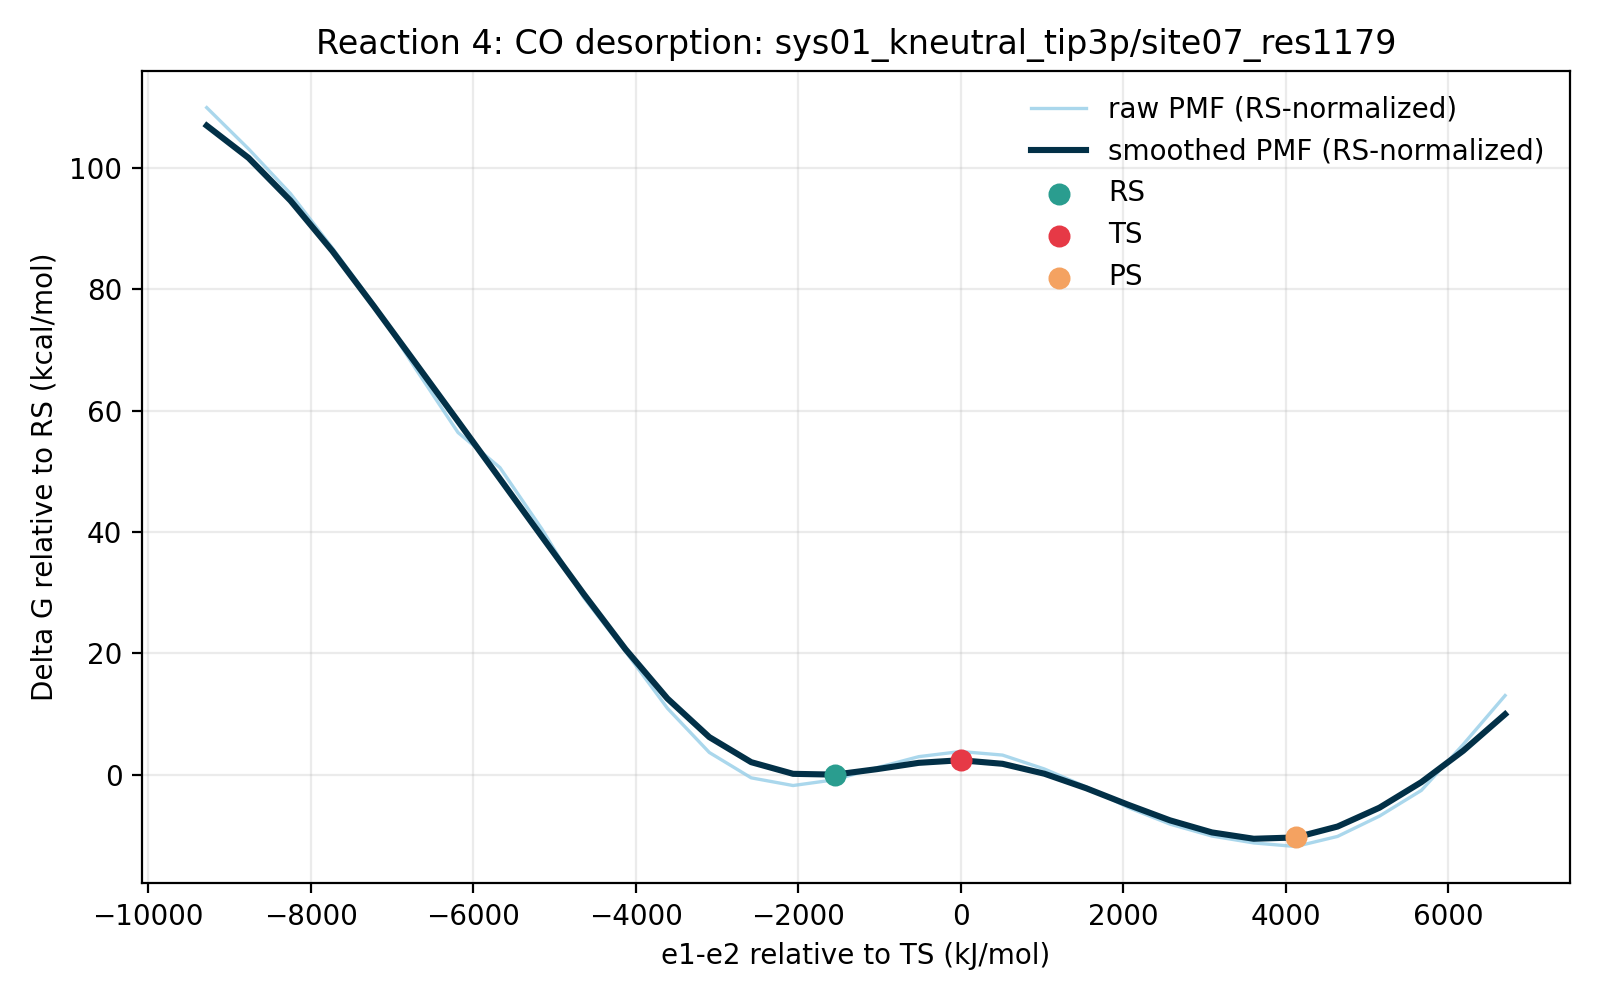 Reaction 4: CO desorption: sys01_kneutral_tip3p/site07_res1179
raw PMF (RS-normalized)
smoothed PMF (RS-normalized)
RS
TS
PS
Delta G relative to RS (kcal/mol)
100
80
60
40
20
0
−10000
−8000
−6000
−4000
−2000
0
2000
4000
6000
e1-e2 relative to TS (kJ/mol)